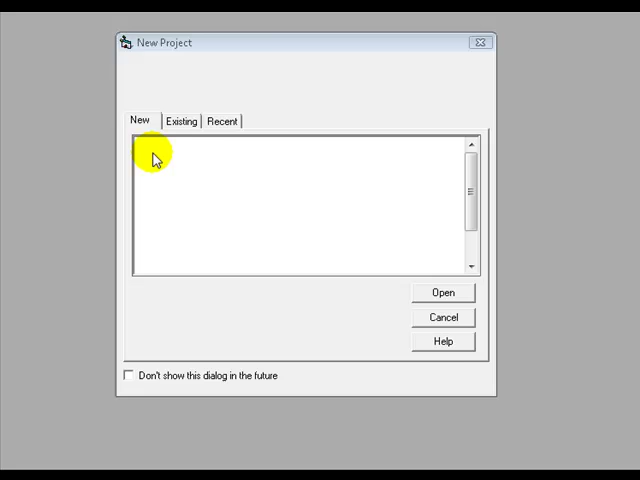 New Project
New Existing Recent
Open
Cancel
Help
Don't show this dialog in the future